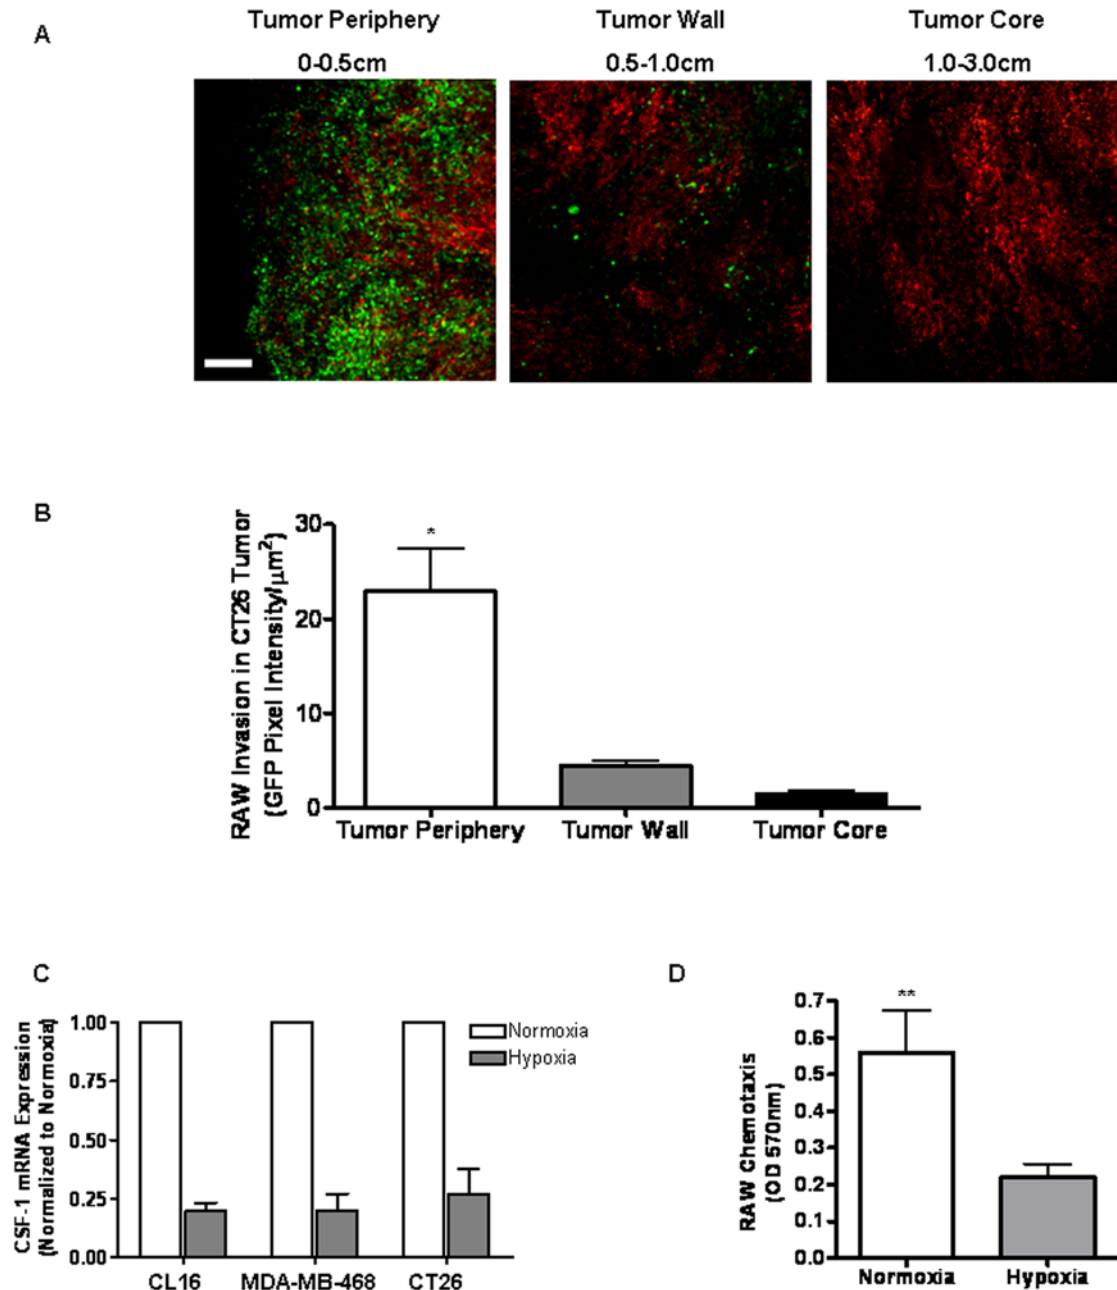 A
Tumor Periphery
0-0.5cm
Tumor Wall
0.5-1.0cm
Tumor Core
1.0-3.0cm
B
RAW Invasion in CT26 Tumor
(GFP Pixel Intensity/µm²)
30
20
10
0
*
Tumor Periphery
Tumor Wall
Tumor Core
C
CSF-1 mRNA Expression
(Normalized to Normoxia)
1.00
0.75
0.50
0.25
0.00
CL16
MDA-MB-468
CT26
Normoxia
Hypoxia
D
RAW Chemotaxis
(OD 570nm)
0.7
0.6
0.5
0.4
0.3
0.2
0.1
0.0
**
Normoxia
Hypoxia